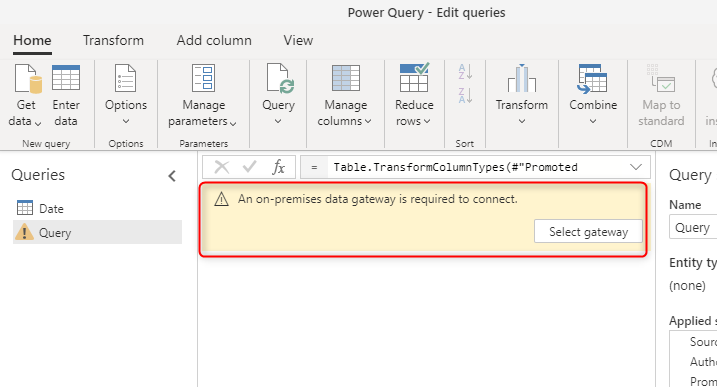 Power Query - Edit queries
Home Transform Add column View
Get data
Enter data
Options
Manage parameters
Query
Manage columns
Reduce rows
A Z
Z A
Transform
Combine
Map to standard
New query
Options
Parameters
Sort
CDM
Queries
Date
Query
fx
= Table.TransformColumnTypes(#"Promoted
An on-premises data gateway is required to connect.
Select gateway
Query
Name
Query
Entity ty
(none)
Applied s
Sourc
Autho
Prom